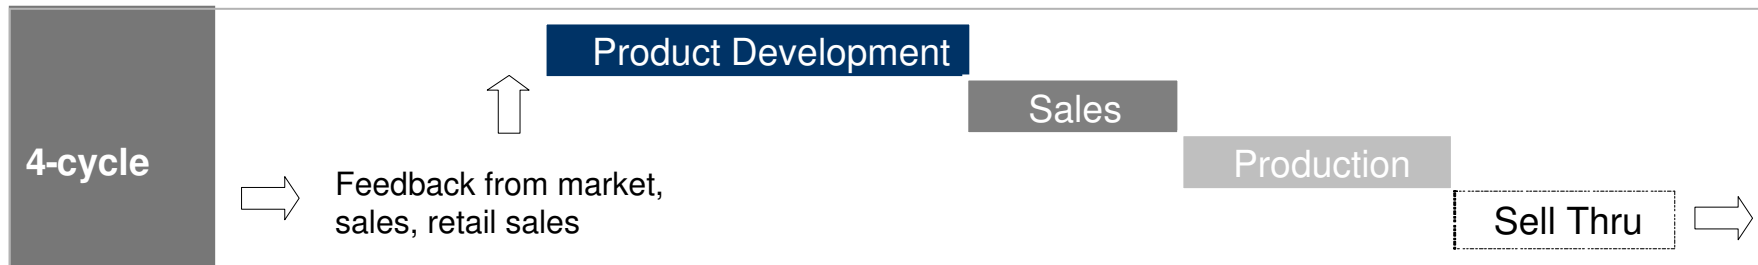 Product Development
Sales
4-cycle
Production
Feedback from market,
sales, retail sales
Sell Thru